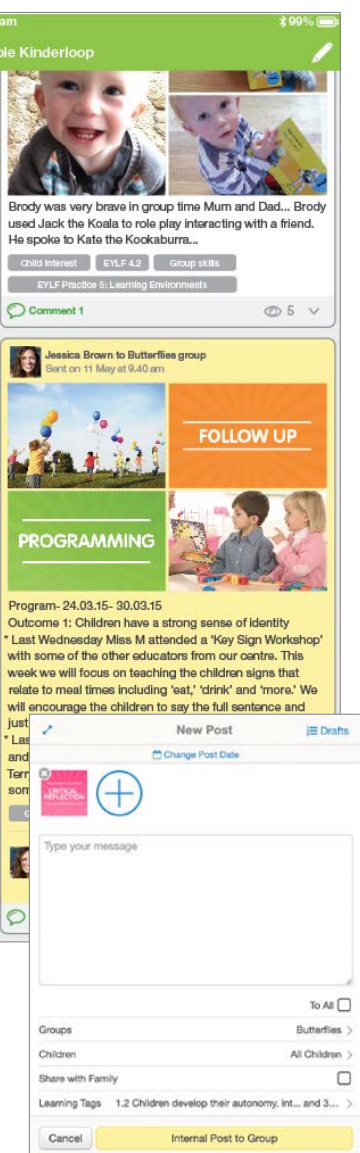 am
99%
ple Kinderloop
Brody was very brave in group time Mum and Dad... Brody
used Jack the Koala to role play interacting with a friend.
He spoke to Kate the Kookaburra...
Child Interest EYLF 4.2 Group skills
EYLF Practice 5: Learning Environments
Comment 1 5
Jessica Brown to Butterflies group
Sent on 11 May at 9.40 am
FOLLOW UP
PROGRAMMING
Program- 24.03.15- 30.03.15
Outcome 1: Children have a strong sense of identity
* Last Wednesday Miss M attended a 'Key Sign Workshop'
with some of the other educators from our centre. This
week we will focus on teaching the children signs that
relate to meal times including 'eat,' 'drink' and 'more.' We
will encourage the children to say the full sentence and
just
* Las
and
Terr
som
New Post Drafts
Change Post Date
CRITICAL
REFLECTION
Type your message
To All
Groups Butterflies
Children All Children
Share with Family
Learning Tags 1.2 Children develop their autonomy, int... and 3...
Cancel Internal Post to Group